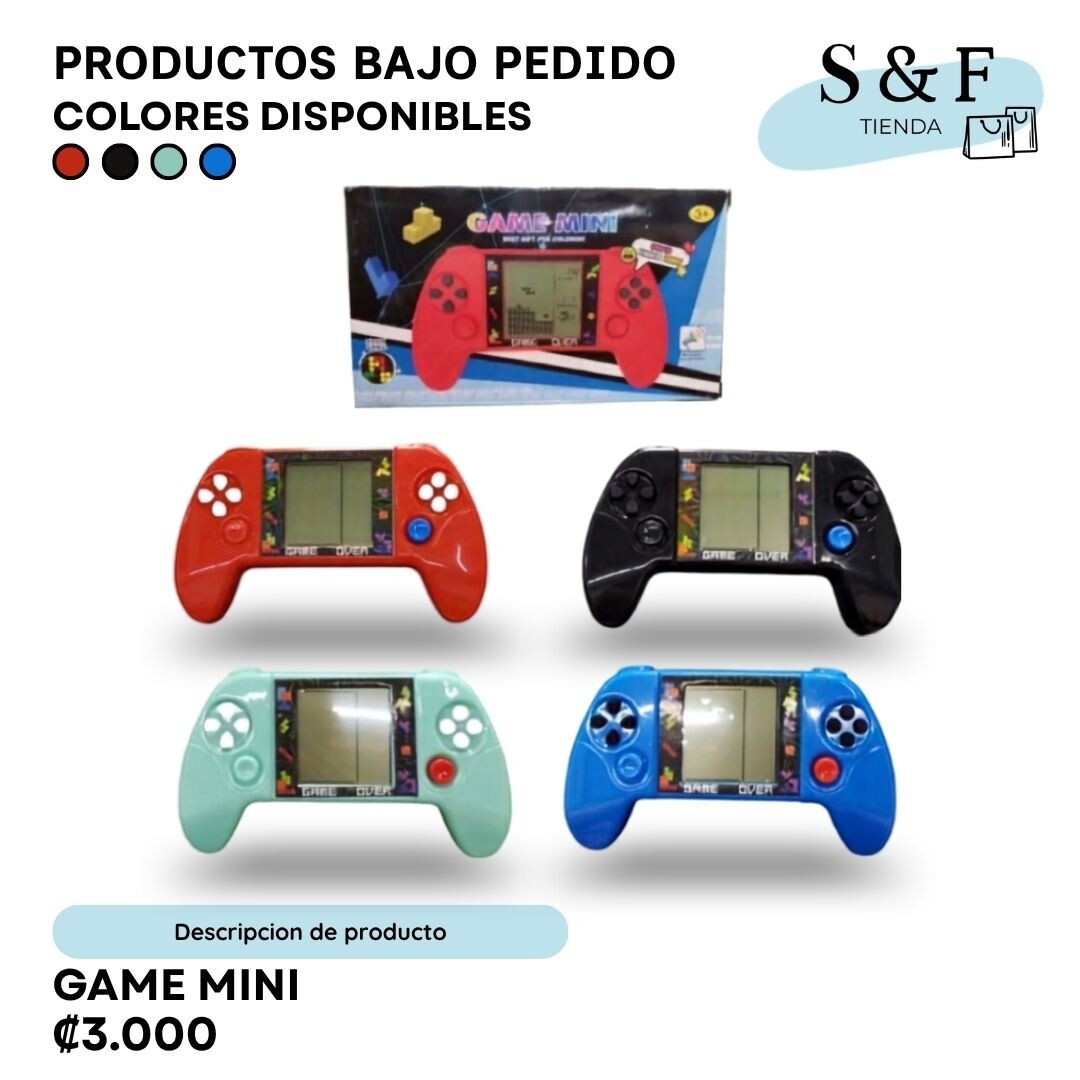 PRODUCTOS BAJO PEDIDO
COLORES DISPONIBLES
S & F
TIENDA
GAME MINI
3+
GAME OVER
GAME OVER
GAME OVER
GAME OVER
GAME OVER
Descripcion de producto
GAME MINI
₡3.000